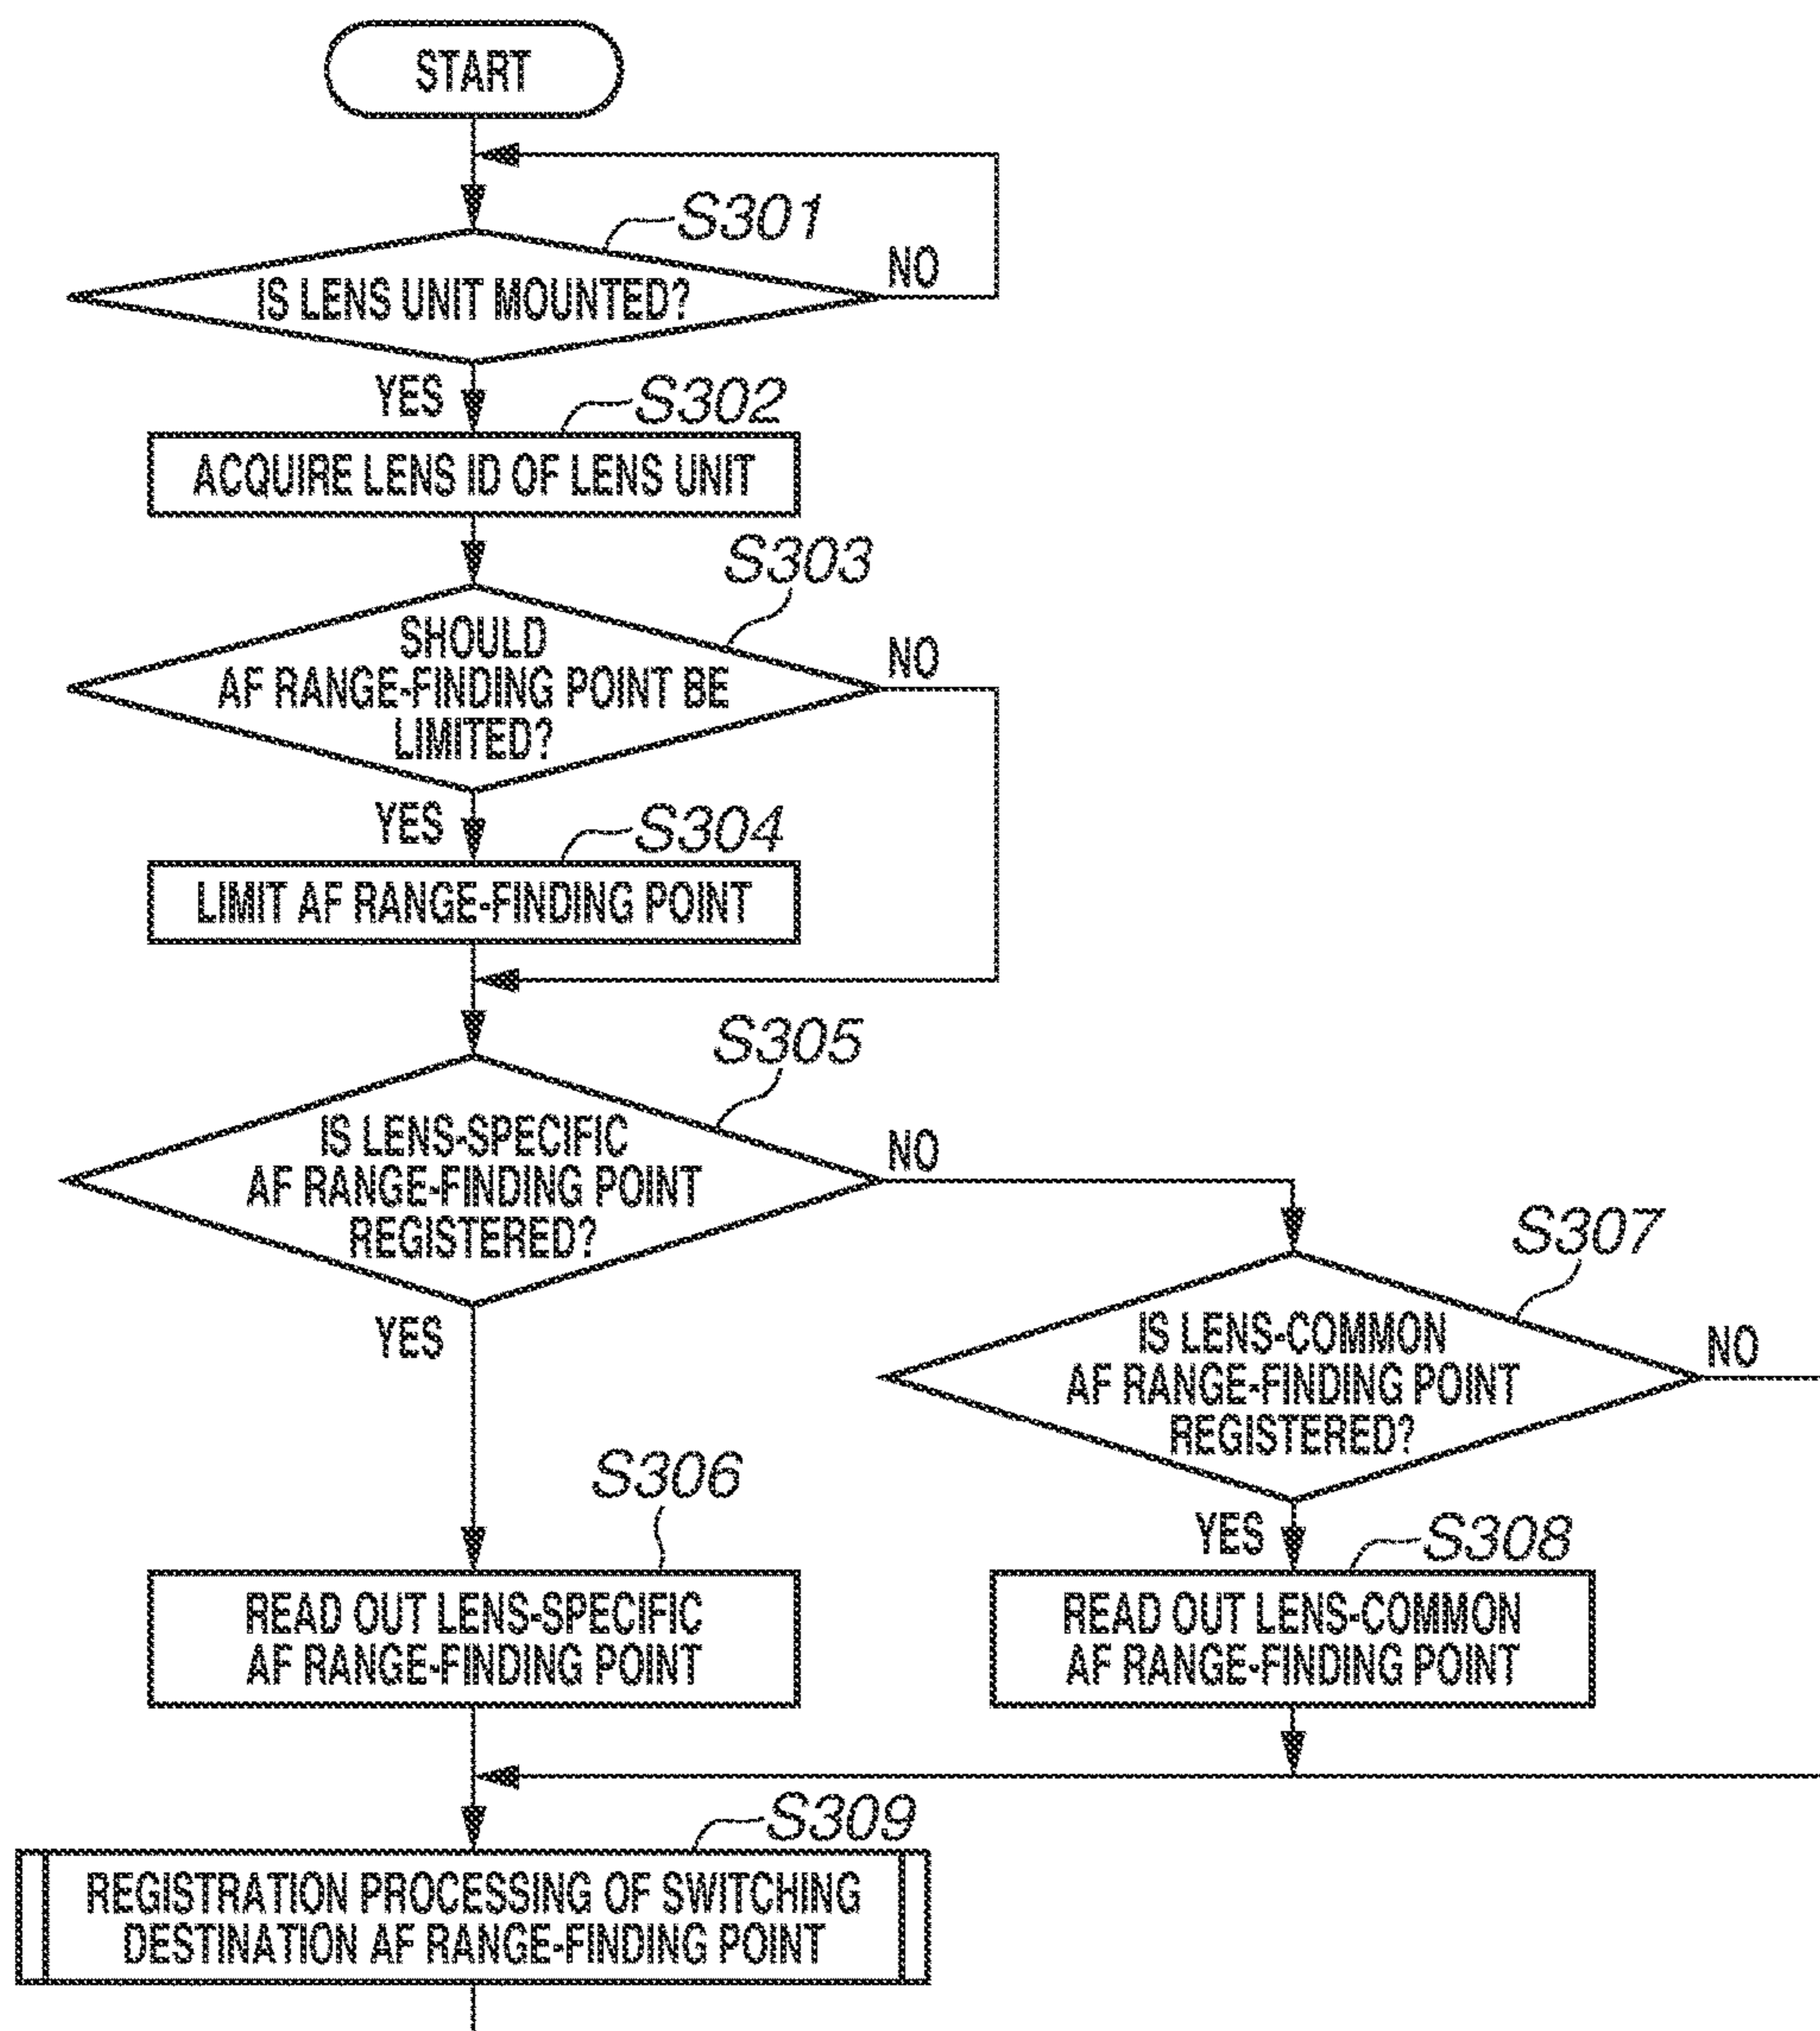 START
S301
IS LENS UNIT MOUNTED?
NO
YES
S302
ACQUIRE LENS ID OF LENS UNIT
S303
SHOULD
AF RANGE-FINDING POINT BE
LIMITED?
NO
YES
S304
LIMIT AF RANGE-FINDING POINT
S305
IS LENS-SPECIFIC
AF RANGE-FINDING POINT
REGISTERED?
NO
YES
S307
IS LENS-COMMON
AF RANGE-FINDING POINT
REGISTERED?
NO
YES
S306
READ OUT LENS-SPECIFIC
AF RANGE-FINDING POINT
S308
READ OUT LENS-COMMON
AF RANGE-FINDING POINT
S309
REGISTRATION PROCESSING OF SWITCHING
DESTINATION AF RANGE-FINDING POINT